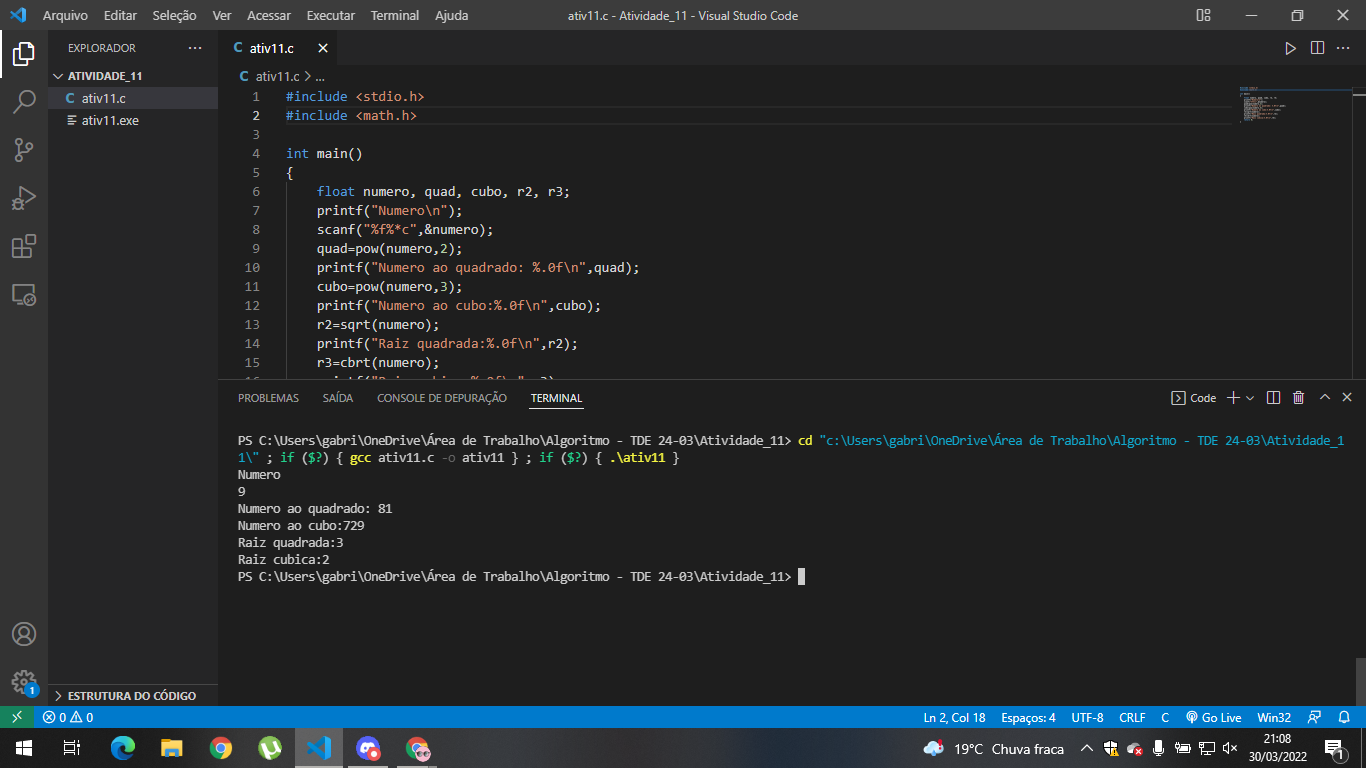 Arquivo Editar Seleção Ver Acessar Executar Terminal Ajuda ativ11.c - Atividade_11 - Visual Studio Code
EXPLORADOR ...
ATIVIDADE_11
C ativ11.c
ativ11.exe
ESTRUTURA DO CÓDIGO
C ativ11.c
C ativ11.c > ...
1 #include <stdio.h>
2 #include <math.h>
3
4 int main()
5 {
6 float numero, quad, cubo, r2, r3;
7 printf("Numero\n");
8 scanf("%f%*c",&numero);
9 quad=pow(numero,2);
10 printf("Numero ao quadrado: %.0f\n",quad);
11 cubo=pow(numero,3);
12 printf("Numero ao cubo:%.0f\n",cubo);
13 r2=sqrt(numero);
14 printf("Raiz quadrada:%.0f\n",r2);
15 r3=cbrt(numero);
PROBLEMAS SAÍDA CONSOLE DE DEPURAÇÃO TERMINAL Code
PS C:\Users\gabri\OneDrive\Área de Trabalho\Algoritmo - TDE 24-03\Atividade_11> cd "c:\Users\gabri\OneDrive\Área de Trabalho\Algoritmo - TDE 24-03\Atividade_1
1\" ; if ($?) { gcc ativ11.c -o ativ11 } ; if ($?) { .\ativ11 }
Numero
9
Numero ao quadrado: 81
Numero ao cubo:729
Raiz quadrada:3
Raiz cubica:2
PS C:\Users\gabri\OneDrive\Área de Trabalho\Algoritmo - TDE 24-03\Atividade_11>
1
0 0 Ln 2, Col 18 Espaços: 4 UTF-8 CRLF C Go Live Win32
19°C Chuva fraca 21:08
30/03/2022 1